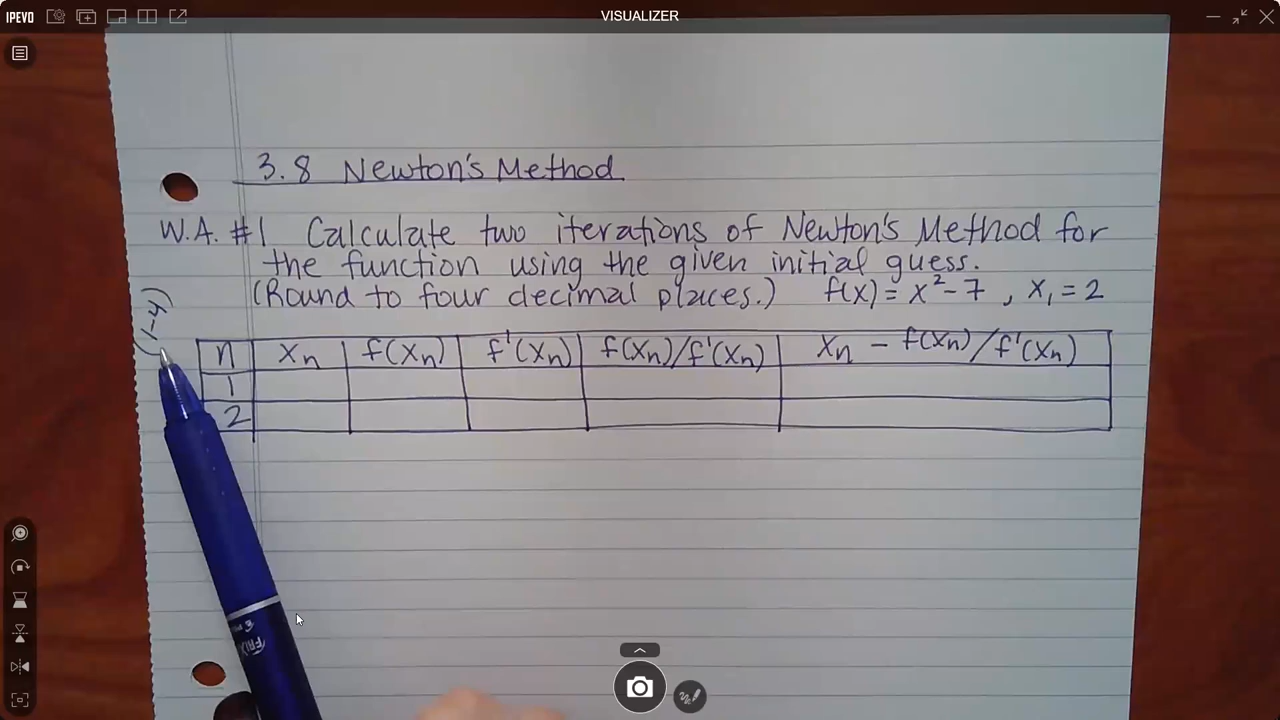 IPEVO
VISUALIZER
3.8 Newton's Method
W.A. #1 Calculate two iterations of Newton's Method for
the function using the given initial guess.
(Round to four decimal places.) f(x) = x²-7 , x₁ = 2
(1-4)
n xₙ f(xₙ) f'(xₙ) f(xₙ)/f'(xₙ) xₙ - f(xₙ)/f'(xₙ)
1
2